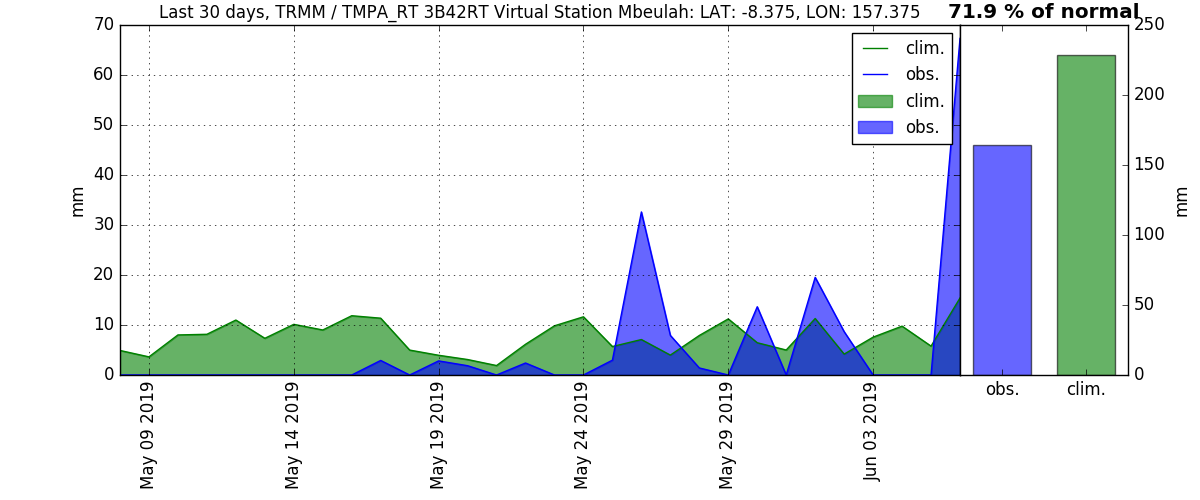 Last 30 days, TRMM / TMPA_RT 3B42RT Virtual Station Mbeulah: LAT: -8.375, LON: 157.375
71.9 % of normal
70
60
50
40
30
20
10
0
mm
clim.
obs.
clim.
obs.
May 09 2019
May 14 2019
May 19 2019
May 24 2019
May 29 2019
Jun 03 2019
250
200
150
100
50
0
mm
obs.
clim.